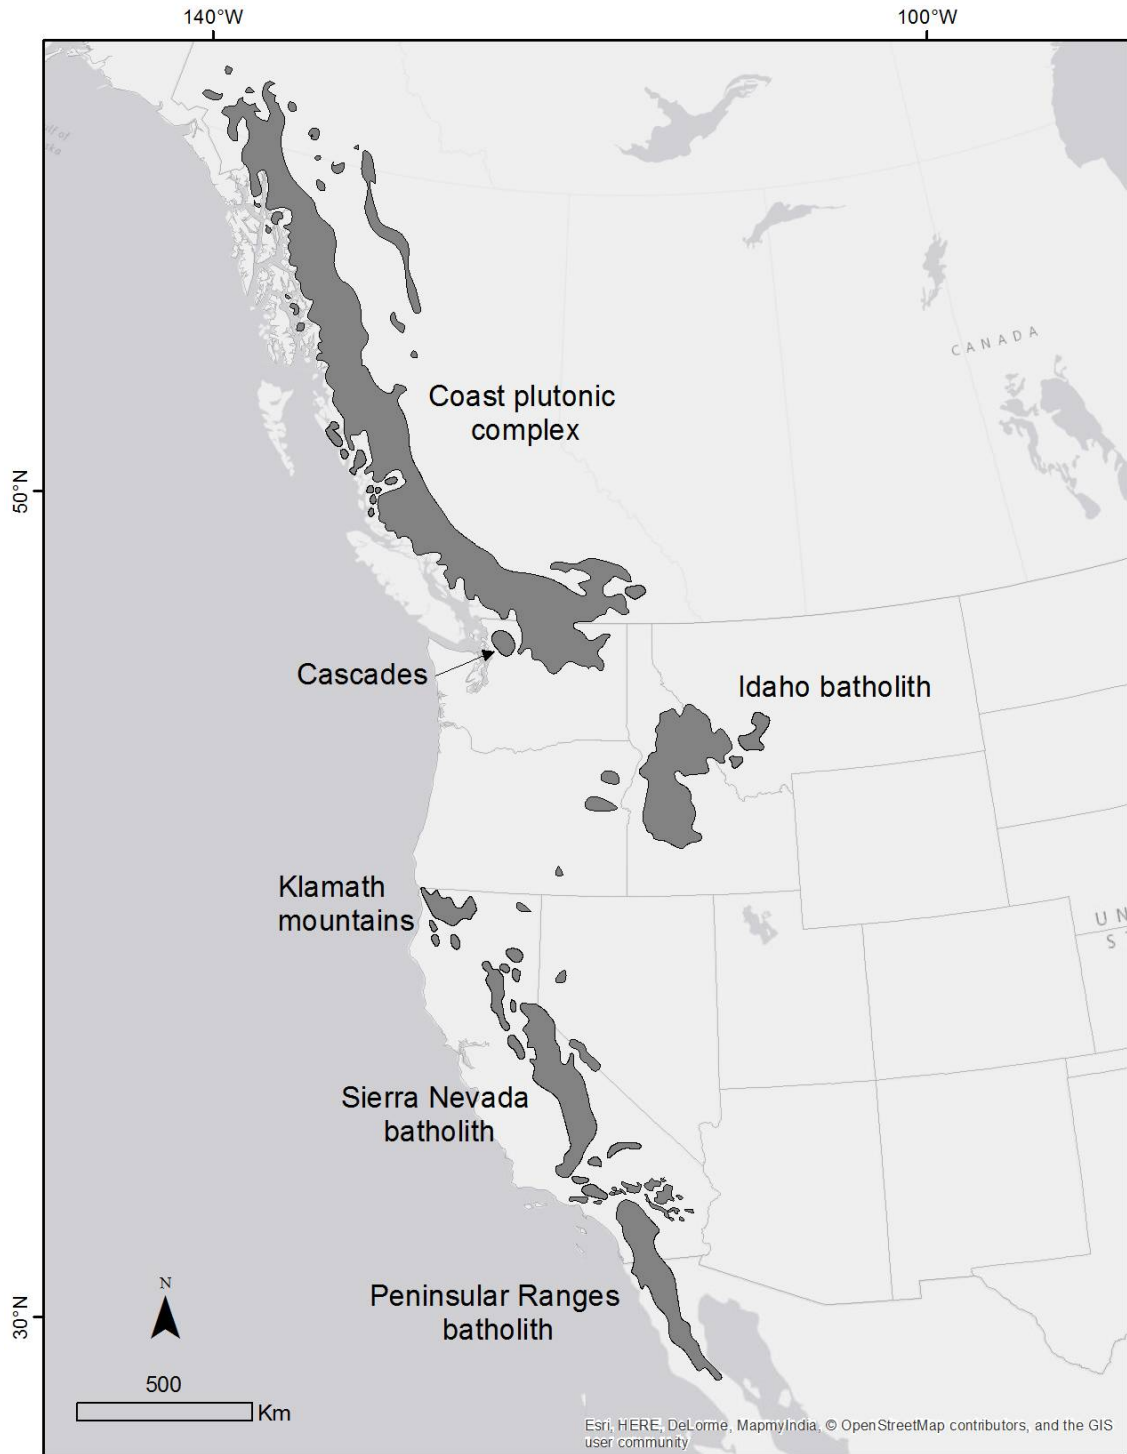 140°W
100°W
CANADA
Coast plutonic
complex
50°N
Cascades
Idaho batholith
Klamath
mountains
Sierra Nevada
batholith
Peninsular Ranges
batholith
30°N
N
500
Km
Esri, HERE, DeLorme, MapmyIndia, © OpenStreetMap contributors, and the GIS
user community